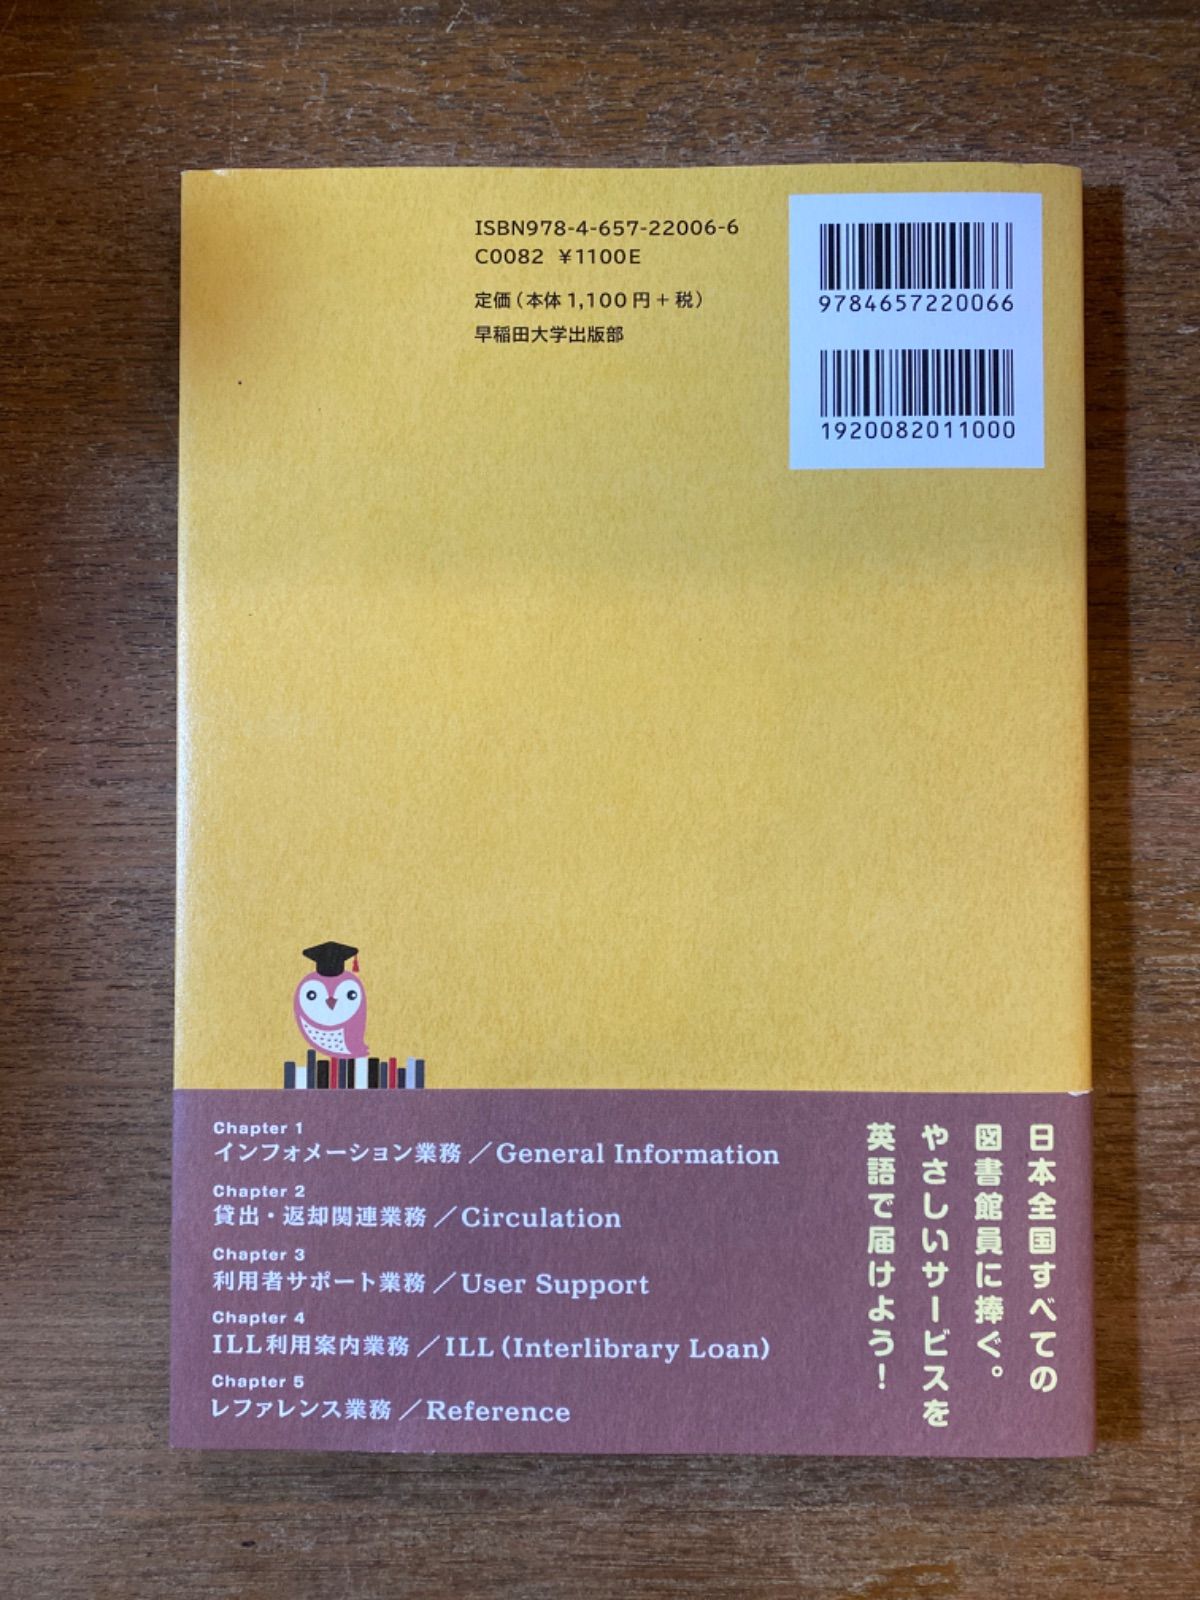 ISBN978-4-657-22006-6
C0082 ¥1100E
定価(本体1,100円+税)
早稲田大学出版部
9784657220066
1920082011000
Chapter 1
インフォメーション業務／General Information
Chapter 2
貸出・返却関連業務／Circulation
Chapter 3
利用者サポート業務／User Support
Chapter 4
ILL利用案内業務／ILL (Interlibrary Loan)
Chapter 5
レファレンス業務／Reference
日本全国すべての
図書館員に捧ぐ。
やさしいサービスを
英語で届けよう！